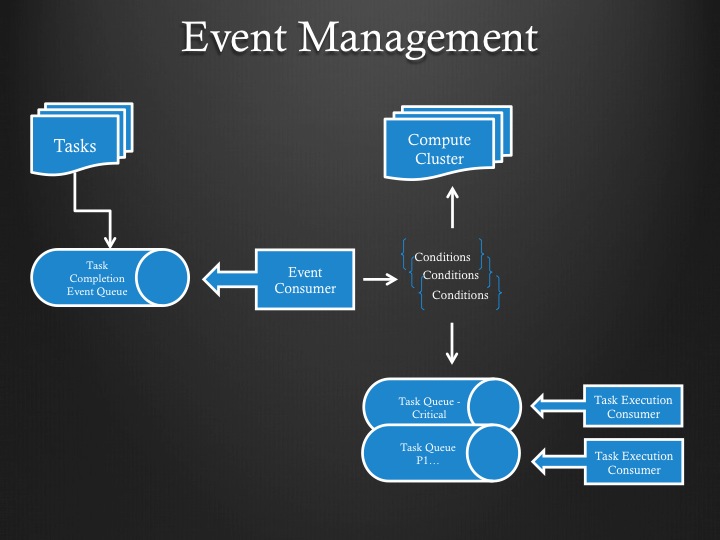 Event Management
Tasks
Compute
Cluster
Task
Completion
Event Queue
Event
Consumer
Conditions
Conditions
Conditions
Task Queue -
Critical
Task Execution
Consumer
Task Queue
P1...
Task Execution
Consumer